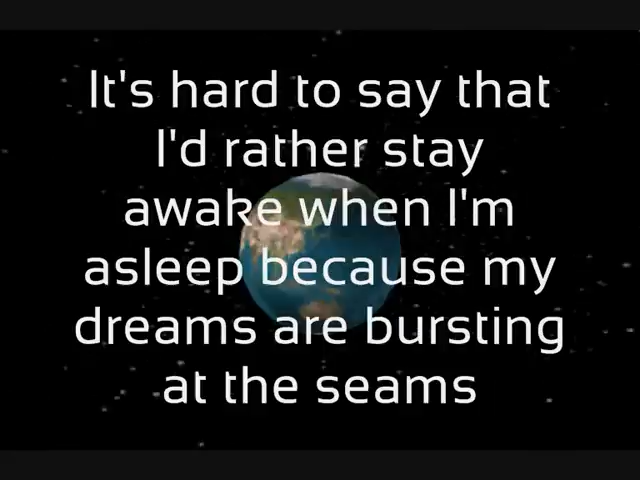 It's hard to say that
I'd rather stay
awake when I'm
asleep because my
dreams are bursting
at the seams